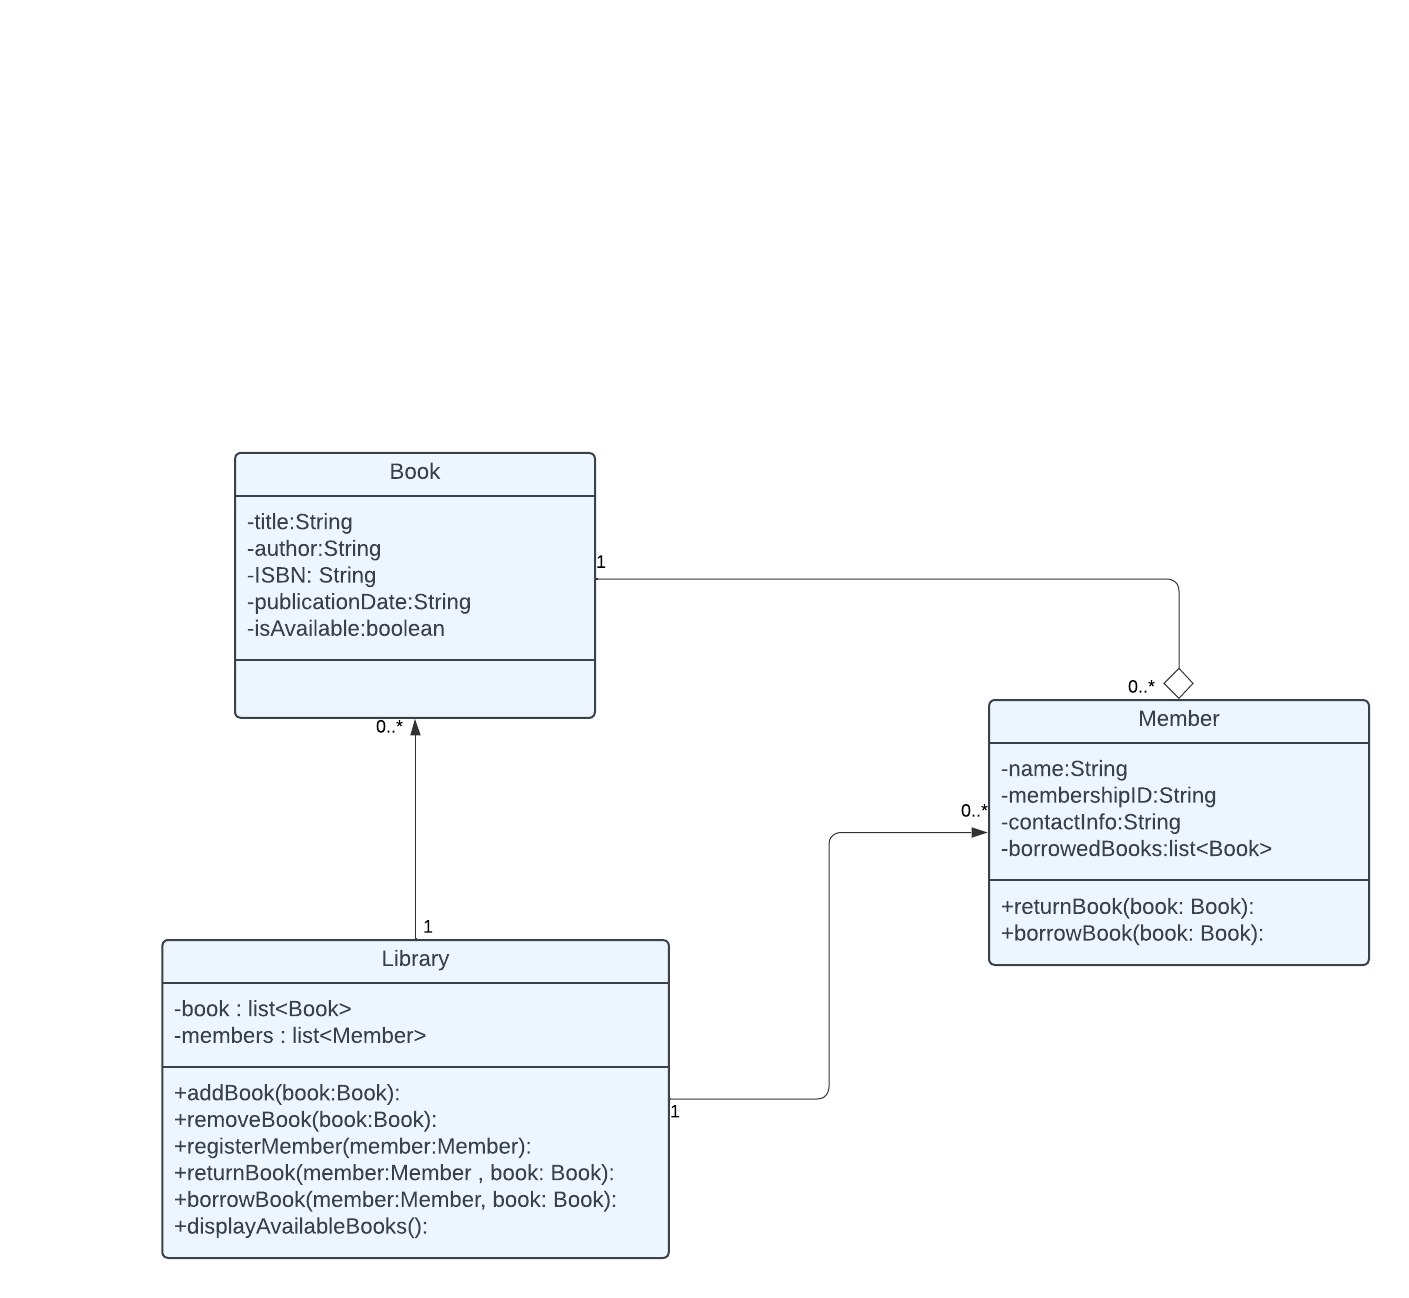 Book
-title:String
-author:String
-ISBN: String
-publicationDate:String
-isAvailable:boolean
1
0..*
0..*
Member
-name:String
-membershipID:String
-contactInfo:String
-borrowedBooks:list<Book>
+returnBook(book: Book):
+borrowBook(book: Book):
0..*
1
Library
-book : list<Book>
-members : list<Member>
+addBook(book:Book):
+removeBook(book:Book):
+registerMember(member:Member):
+returnBook(member:Member , book: Book):
+borrowBook(member:Member, book: Book):
+displayAvailableBooks():
1